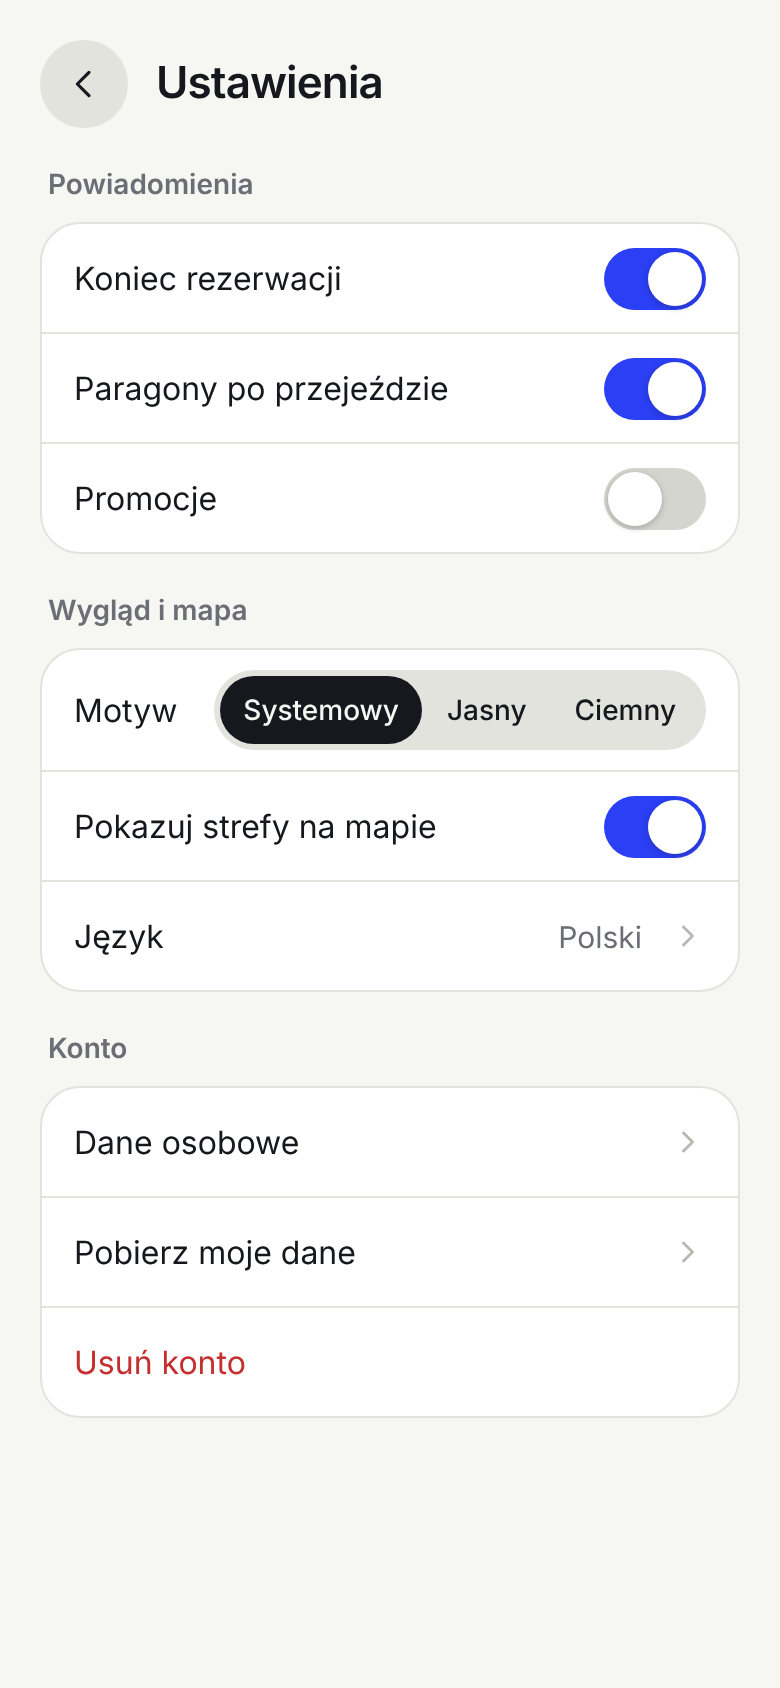 Ustawienia
Powiadomienia
Koniec rezerwacji
Paragony po przejeździe
Promocje
Wygląd i mapa
Motyw Systemowy Jasny Ciemny
Pokazuj strefy na mapie
Język Polski
Konto
Dane osobowe
Pobierz moje dane
Usuń konto